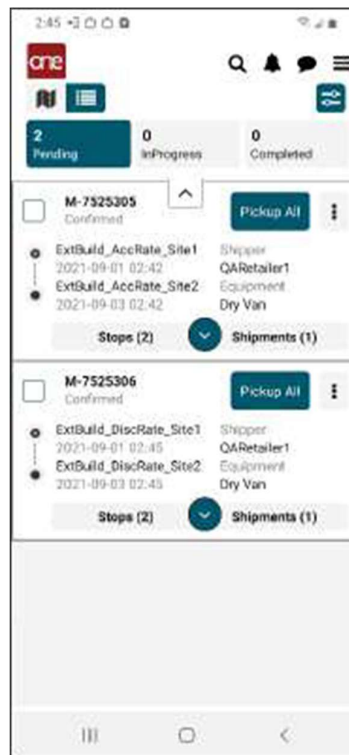 2:45
one
2 0 0
Pending InProgress Completed
M-7525305 Pickup All
Confirmed
ExtBuild_AccRate_Site1 Shipper
2021-09-01 02:42 QARetailer1
ExtBuild_AccRate_Site2 Equipment
2021-09-03 02:42 Dry Van
Stops (2) Shipments (1)
M-7525306 Pickup All
Confirmed
ExtBuild_DiscRate_Site1 Shipper
2021-09-01 02:45 QARetailer1
ExtBuild_DiscRate_Site2 Equipment
2021-09-03 02:45 Dry Van
Stops (2) Shipments (1)